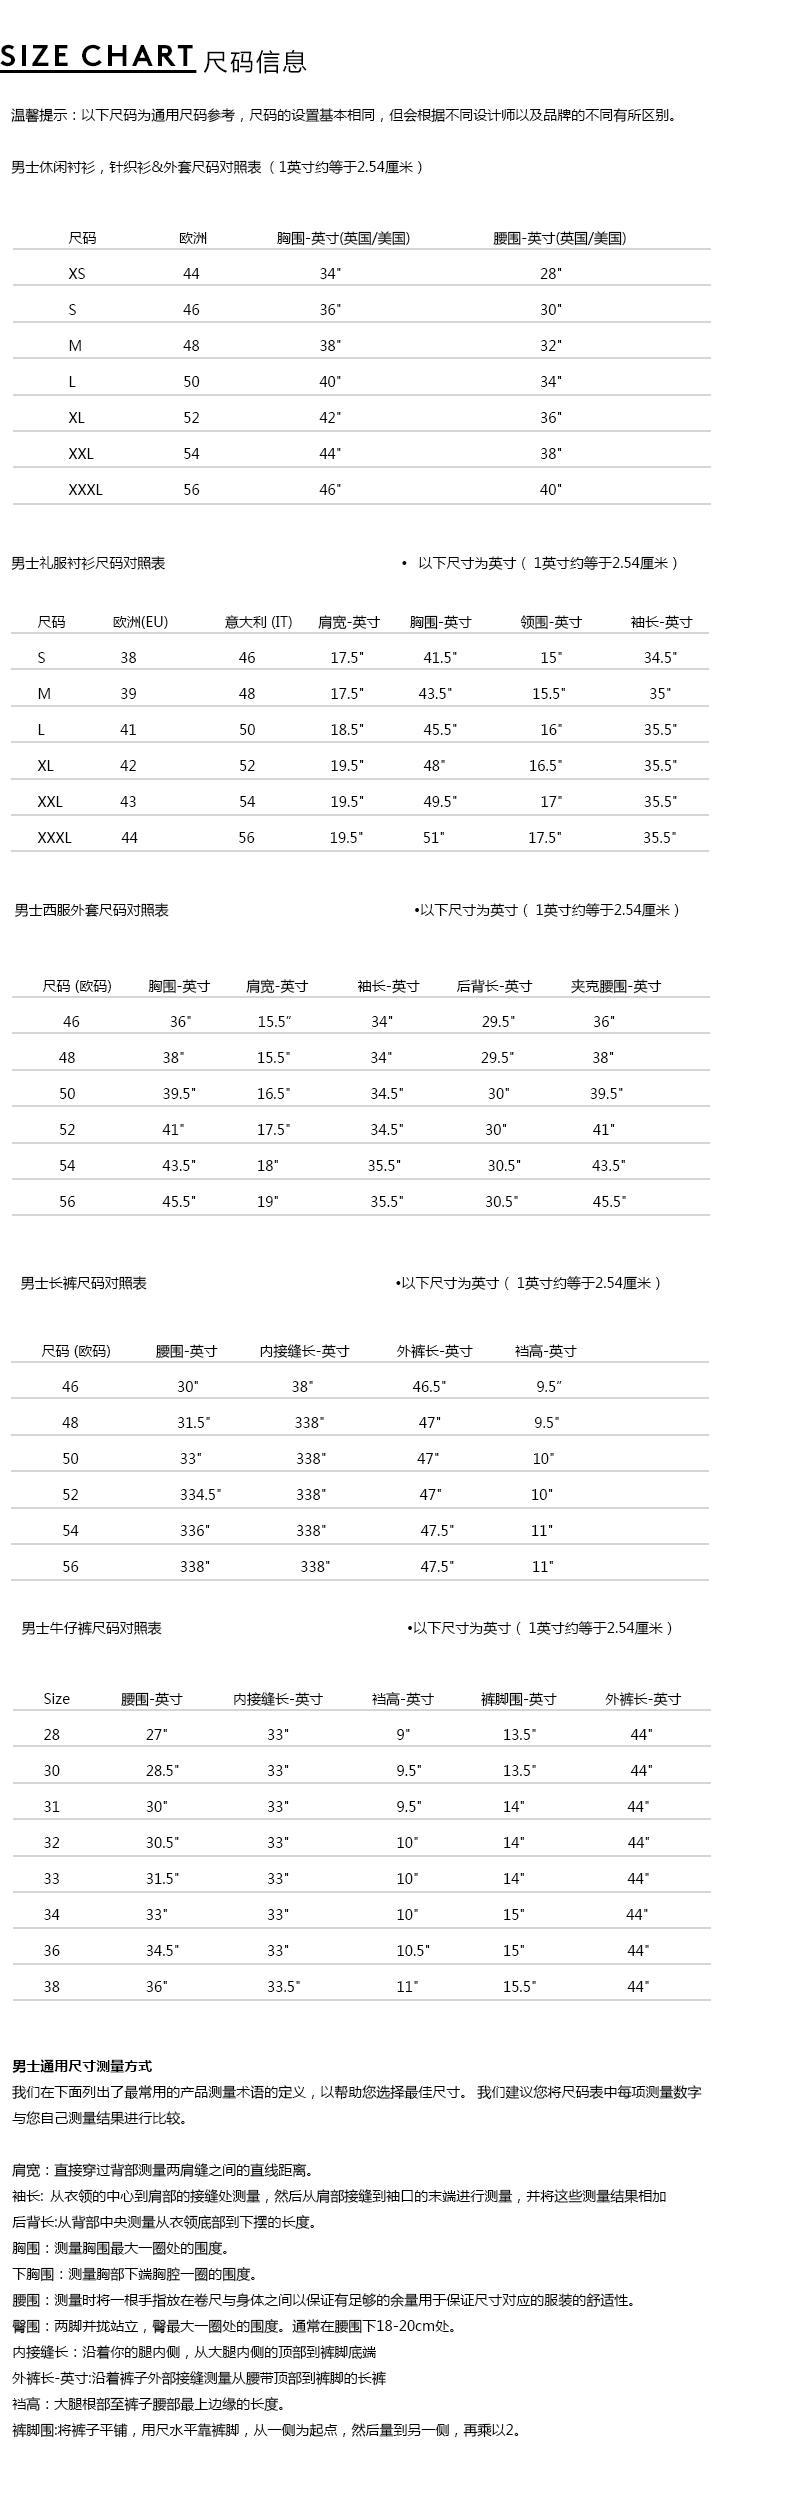 SIZE CHART 尺码信息
温馨提示：以下尺码为通用尺码参考，尺码的设置基本相同，但会根据不同设计师以及品牌的不同有所区别。
男士休闲衬衫，针织衫&外套尺码对照表（ 1英寸约等于2.54厘米 ）
尺码 欧洲 胸围-英寸(英国/美国) 腰围-英寸(英国/美国)
XS 44 34" 28"
S 46 36" 30"
M 48 38" 32"
L 50 40" 34"
XL 52 42" 36"
XXL 54 44" 38"
XXXL 56 46" 40"
男士礼服衬衫尺码对照表 • 以下尺寸为英寸（ 1英寸约等于2.54厘米 ）
尺码 欧洲(EU) 意大利 (IT) 肩宽-英寸 胸围-英寸 领围-英寸 袖长-英寸
S 38 46 17.5" 41.5" 15" 34.5"
M 39 48 17.5" 43.5" 15.5" 35"
L 41 50 18.5" 45.5" 16" 35.5"
XL 42 52 19.5" 48" 16.5" 35.5"
XXL 43 54 19.5" 49.5" 17" 35.5"
XXXL 44 56 19.5" 51" 17.5" 35.5"
男士西服外套尺码对照表 •以下尺寸为英寸（ 1英寸约等于2.54厘米 ）
尺码 (欧码) 胸围-英寸 肩宽-英寸 袖长-英寸 后背长-英寸 夹克腰围-英寸
46 36" 15.5″ 34" 29.5" 36"
48 38" 15.5" 34" 29.5" 38"
50 39.5" 16.5" 34.5" 30" 39.5"
52 41" 17.5" 34.5" 30" 41"
54 43.5" 18" 35.5" 30.5" 43.5"
56 45.5" 19" 35.5" 30.5" 45.5"
男士长裤尺码对照表 •以下尺寸为英寸（ 1英寸约等于2.54厘米 ）
尺码 (欧码) 腰围-英寸 内接缝长-英寸 外裤长-英寸 裆高-英寸
46 30" 38" 46.5" 9.5″
48 31.5" 338" 47" 9.5"
50 33" 338" 47" 10"
52 334.5" 338" 47" 10"
54 336" 338" 47.5" 11"
56 338" 338" 47.5" 11"
男士牛仔裤尺码对照表 •以下尺寸为英寸（ 1英寸约等于2.54厘米 ）
Size 腰围-英寸 内接缝长-英寸 裆高-英寸 裤脚围-英寸 外裤长-英寸
28 27" 33" 9" 13.5" 44"
30 28.5" 33" 9.5" 13.5" 44"
31 30" 33" 9.5" 14" 44"
32 30.5" 33" 10" 14" 44"
33 31.5" 33" 10" 14" 44"
34 33" 33" 10" 15" 44"
36 34.5" 33" 10.5" 15" 44"
38 36" 33.5" 11" 15.5" 44"
男士通用尺寸测量方式
我们在下面列出了最常用的产品测量术语的定义，以帮助您选择最佳尺寸。 我们建议您将尺码表中每项测量数字
与您自己测量结果进行比较。
肩宽：直接穿过背部测量两肩缝之间的直线距离。
袖长: 从衣领的中心到肩部的接缝处测量，然后从肩部接缝到袖口的末端进行测量，并将这些测量结果相加
后背长:从背部中央测量从衣领底部到下摆的长度。
胸围：测量胸围最大一圈处的围度。
下胸围：测量胸部下端胸腔一圈的围度。
腰围：测量时将一根手指放在卷尺与身体之间以保证有足够的余量用于保证尺寸对应的服装的舒适性。
臀围：两脚并拢站立，臀最大一圈处的围度。通常在腰围下18-20cm处。
内接缝长：沿着你的腿内侧，从大腿内侧的顶部到裤脚底端
外裤长-英寸:沿着裤子外部接缝测量从腰带顶部到裤脚的长裤
裆高：大腿根部至裤子腰部最上边缘的长度。
裤脚围:将裤子平铺，用尺水平靠裤脚，从一侧为起点，然后量到另一侧，再乘以2。